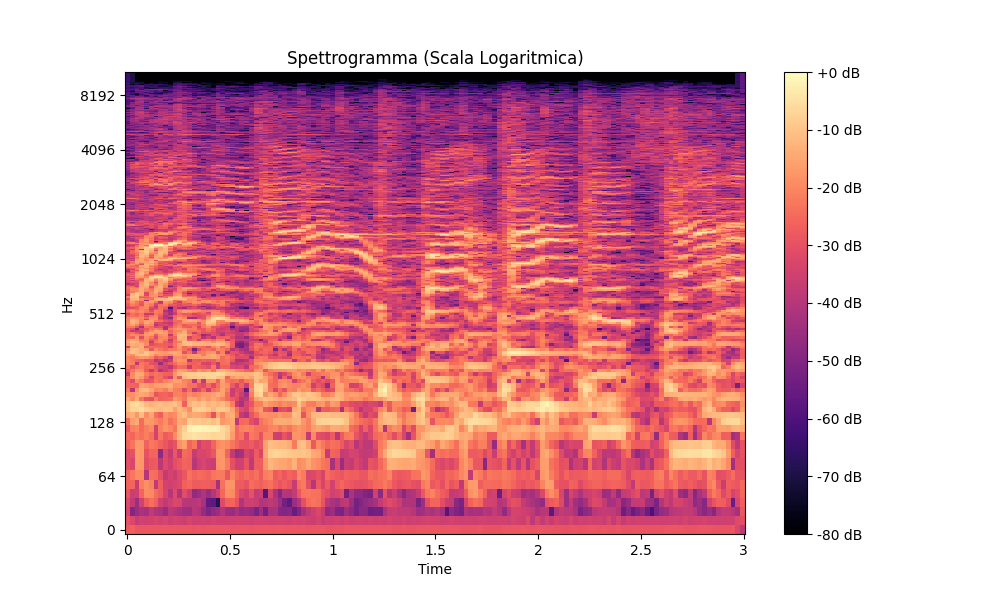 Spettrogramma (Scala Logaritmica)
Hz
8192
4096
2048
1024
512
256
128
64
0
0
0.5
1
1.5
2
2.5
3
Time
+0 dB
-10 dB
-20 dB
-30 dB
-40 dB
-50 dB
-60 dB
-70 dB
-80 dB